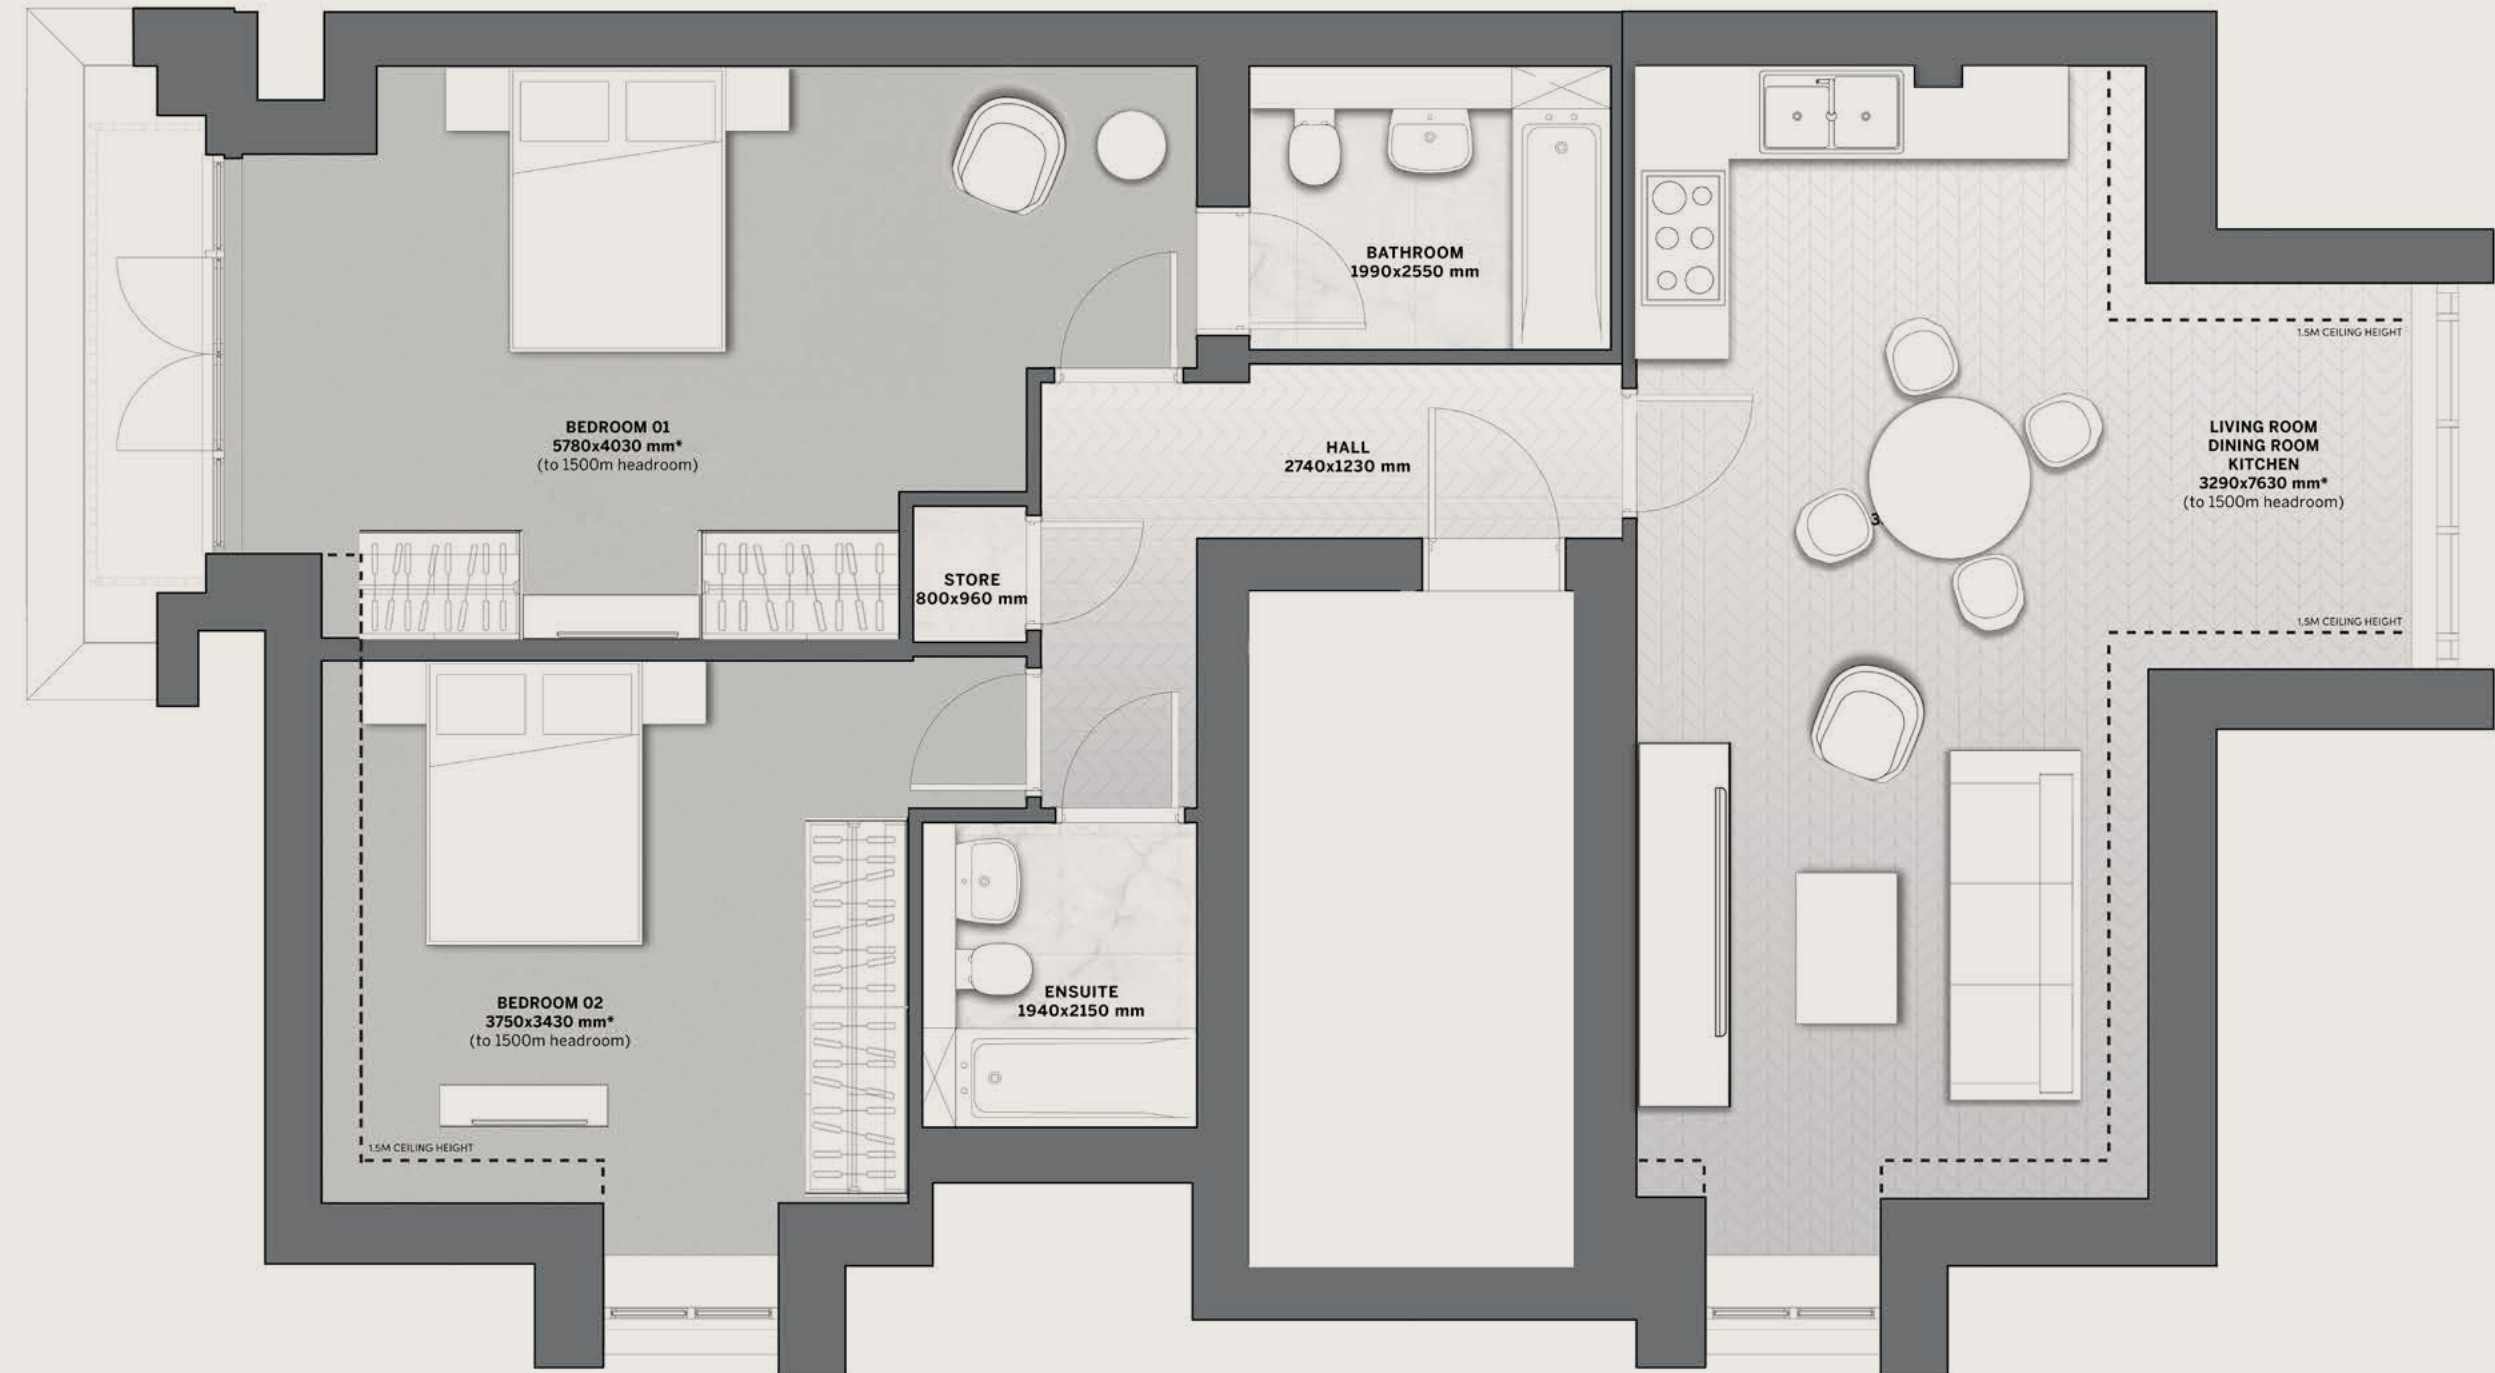 BATHROOM
1990x2550 mm
1.5M CEILING HEIGHT
BEDROOM 01
5780x4030 mm*
(to 1500m headroom)
HALL
2740x1230 mm
LIVING ROOM
DINING ROOM
KITCHEN
3290x7630 mm*
(to 1500m headroom)
3
STORE
800x960 mm
1.5M CEILING HEIGHT
BEDROOM 02
3750x3430 mm*
(to 1500m headroom)
ENSUITE
1940x2150 mm
1.5M CEILING HEIGHT